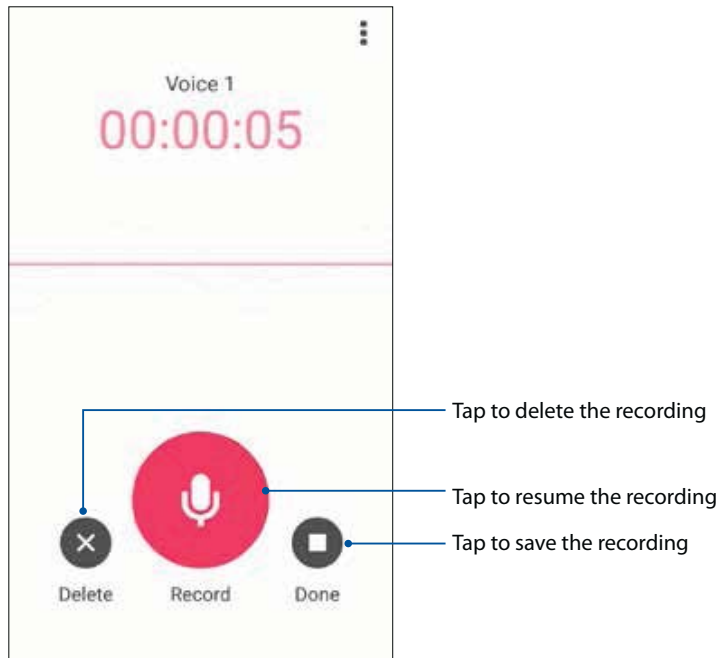 Voice 1
00:00:05
Tap to delete the recording
Tap to resume the recording
Tap to save the recording
Delete
Record
Done